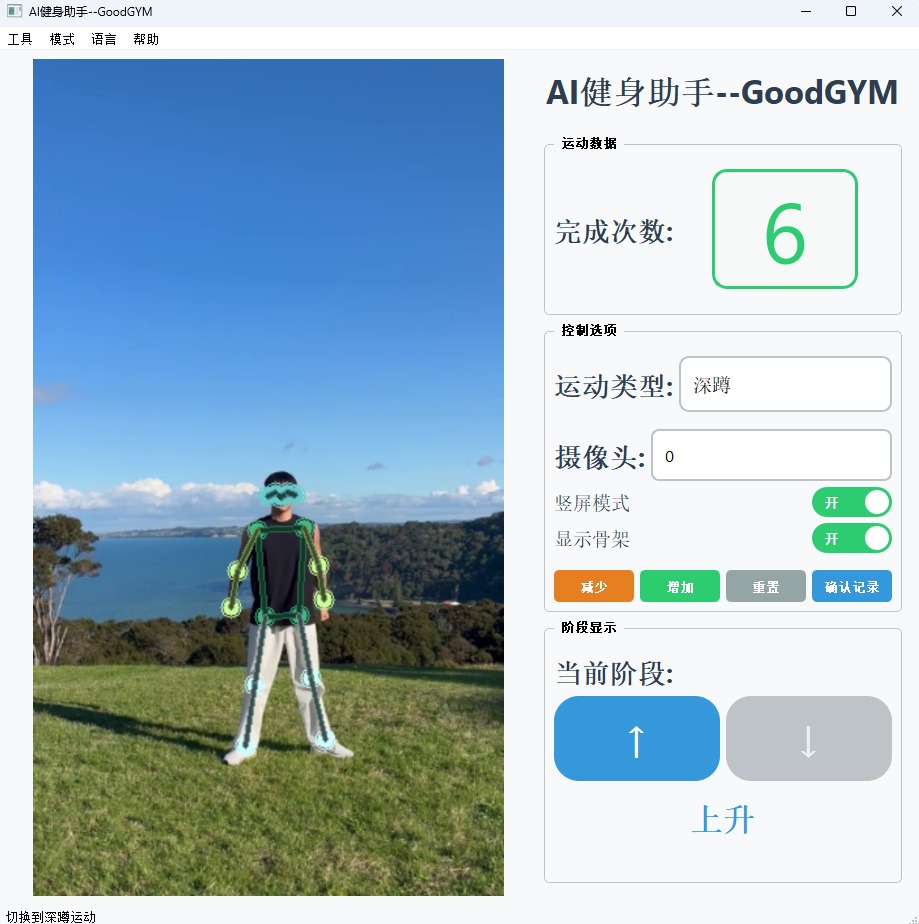 AI健身助手--GoodGYM
工具 模式 语言 帮助
AI健身助手--GoodGYM
运动数据
完成次数: 6
控制选项
运动类型: 深蹲
摄像头: 0
竖屏模式 开
显示骨架 开
减少 增加 重置 确认记录
阶段显示
当前阶段:
↑ ↓
上升
切换到深蹲运动